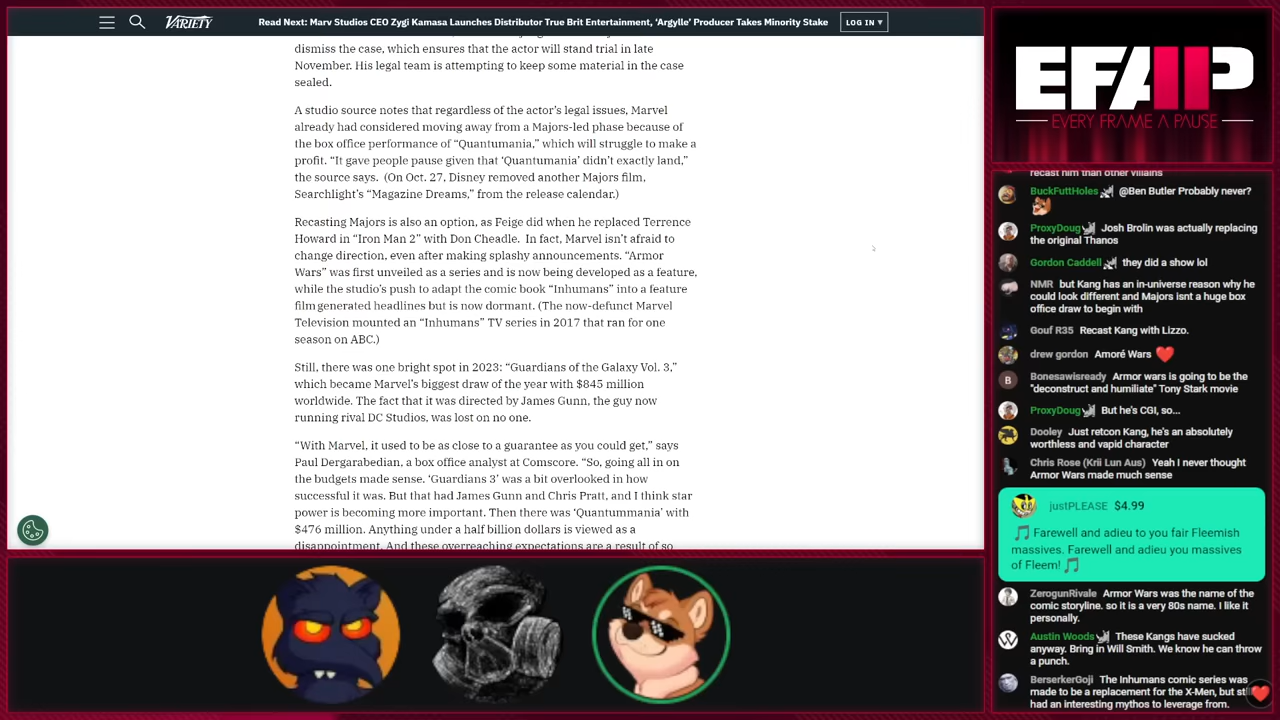 VARIETY
Read Next: Marv Studios CEO Zygi Kamasa Launches Distributor True Brit Entertainment, ‘Argylle’ Producer Takes Minority Stake
LOG IN ▾
dismiss the case, which ensures that the actor will stand trial in late
November. His legal team is attempting to keep some material in the case
sealed.
A studio source notes that regardless of the actor’s legal issues, Marvel
already had considered moving away from a Majors-led phase because of
the box office performance of “Quantumania,” which will struggle to make a
profit. “It gave people pause given that ‘Quantumania’ didn’t exactly land,”
the source says. (On Oct. 27, Disney removed another Majors film,
Searchlight’s “Magazine Dreams,” from the release calendar.)
Recasting Majors is also an option, as Feige did when he replaced Terrence
Howard in “Iron Man 2” with Don Cheadle. In fact, Marvel isn’t afraid to
change direction, even after making splashy announcements. “Armor
Wars” was first unveiled as a series and is now being developed as a feature,
while the studio’s push to adapt the comic book “Inhumans” into a feature
film generated headlines but is now dormant. (The now-defunct Marvel
Television mounted an “Inhumans” TV series in 2017 that ran for one
season on ABC.)
Still, there was one bright spot in 2023: “Guardians of the Galaxy Vol. 3,”
which became Marvel’s biggest draw of the year with $845 million
worldwide. The fact that it was directed by James Gunn, the guy now
running rival DC Studios, was lost on no one.
“With Marvel, it used to be as close to a guarantee as you could get,” says
Paul Dergarabedian, a box office analyst at Comscore. “So, going all in on
the budgets made sense. ‘Guardians 3’ was a bit overlooked in how
successful it was. But that had James Gunn and Chris Pratt, and I think star
power is becoming more important. Then there was ‘Quantummania’ with
$476 million. Anything under a half billion dollars is viewed as a
disappointment. And these overreaching expectations are a result of so
EFAP
EVERY FRAME A PAUSE
recast him than other villains
BuckFuttHoles @Ben Butler Probably never?
ProxyDoug Josh Brolin was actually replacing
the original Thanos
Gordon Caddell they did a show lol
NMR but Kang has an in-universe reason why he
could look different and Majors isnt a huge box
office draw to begin with
Gouf R35 Recast Kang with Lizzo.
drew gordon Amoré Wars ❤️
B Bonesawisready Armor wars is going to be the
"deconstruct and humiliate" Tony Stark movie
ProxyDoug But he's CGI, so...
Dooley Just retcon Kang, he's an absolutely
worthless and vapid character
Chris Rose (Krii Lun Aus) Yeah I never thought
Armor Wars made much sense
justPLEASE $4.99
🎵 Farewell and adieu to you fair Fleemish
massives. Farewell and adieu you massives
of Fleem! 🎵
ZerogunRivale Armor Wars was the name of the
comic storyline. so it is a very 80s name. I like it
personally.
Austin Woods These Kangs have sucked
anyway. Bring in Will Smith. We know he can throw
a punch.
BerserkerGoji The Inhumans comic series was
made to be a replacement for the X-Men, but
had an interesting mythos to leverage from.